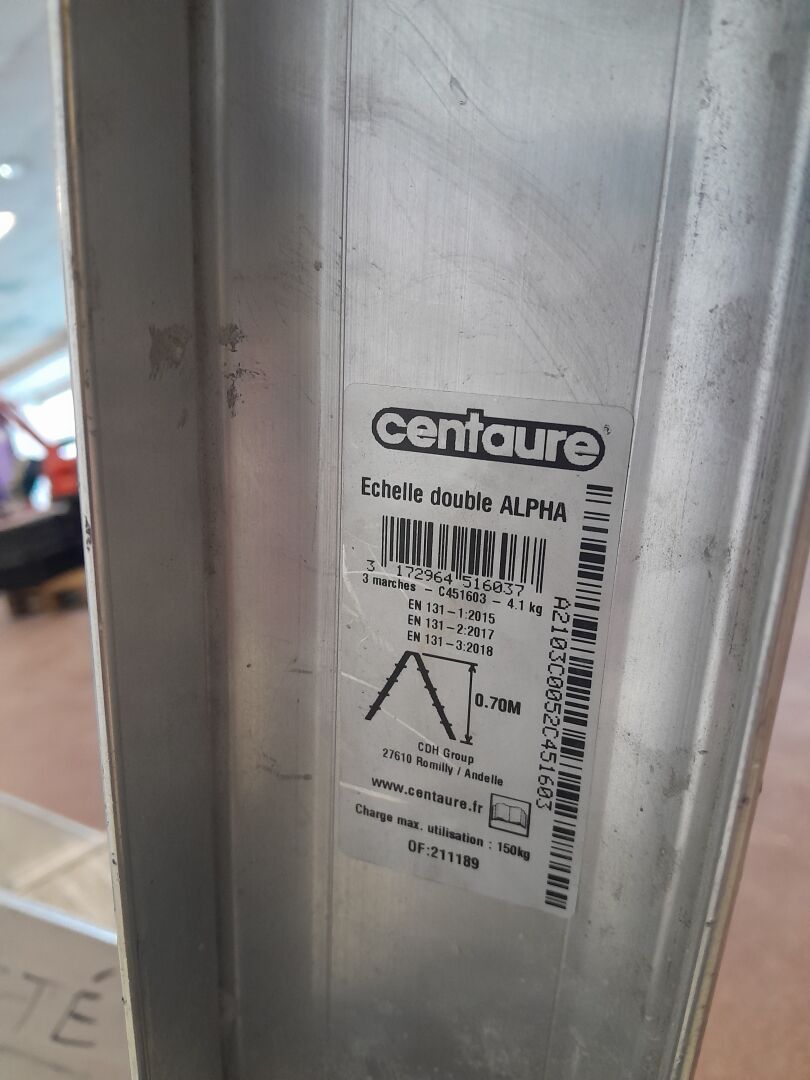 centaure
Echelle double ALPHA
3 172964 516037
3 marches - C451603 - 4.1 kg
EN 131-1:2015
EN 131-2:2017
EN 131-3:2018
0.70M
CDH Group
27610 Romilly / Andelle
www.centaure.fr
Charge max. utilisation : 150kg
OF:211189
A2103C0052C451603
TÉ